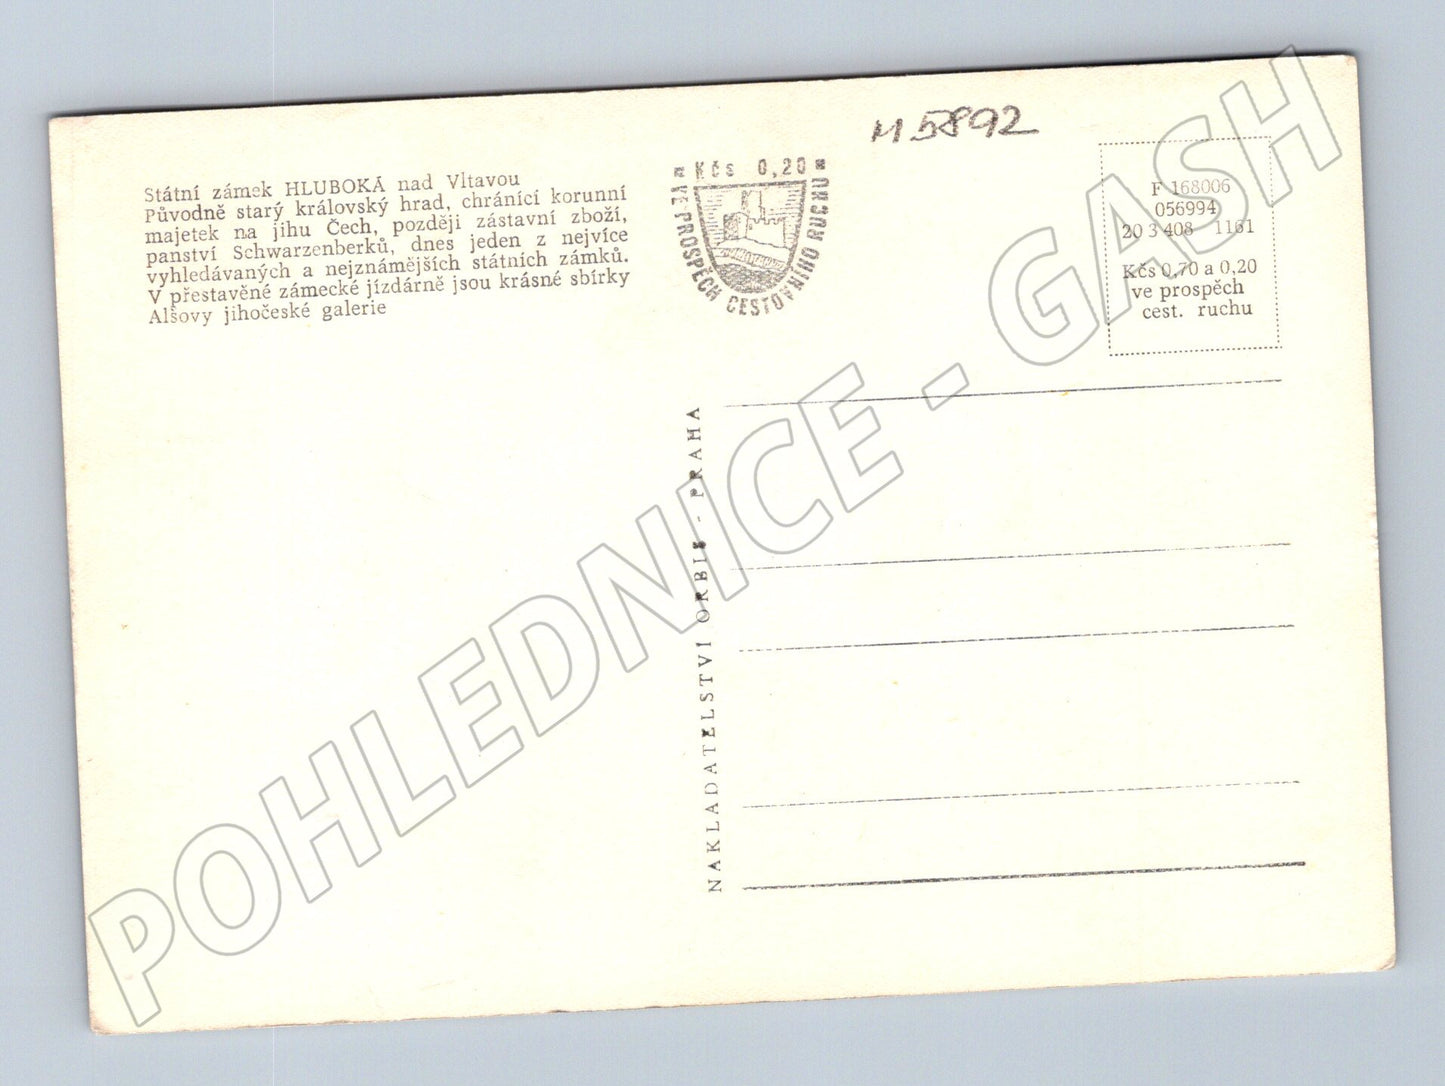 M 5892
Státní zámek HLUBOKÁ nad Vltavou
Původně starý královský hrad, chránící korunní
majetek na jihu Čech, později zástavní zboží,
panství Schwarzenberků, dnes jeden z nejvíce
vyhledávaných a nejznámějších státních zámků.
V přestavěné zámecké jízdárně jsou krásné sbírky
Alšovy jihočeské galerie
Kčs 0,20
VE PROSPĚCH CESTOVNÍHO RUCHU
F 168006
056994
20 3 408 1161
Kčs 0,70 a 0,20
ve prospěch
cest. ruchu
NAKLADATELSTVÍ ORBIS - PRAHA
POHLEDNICE - GASH